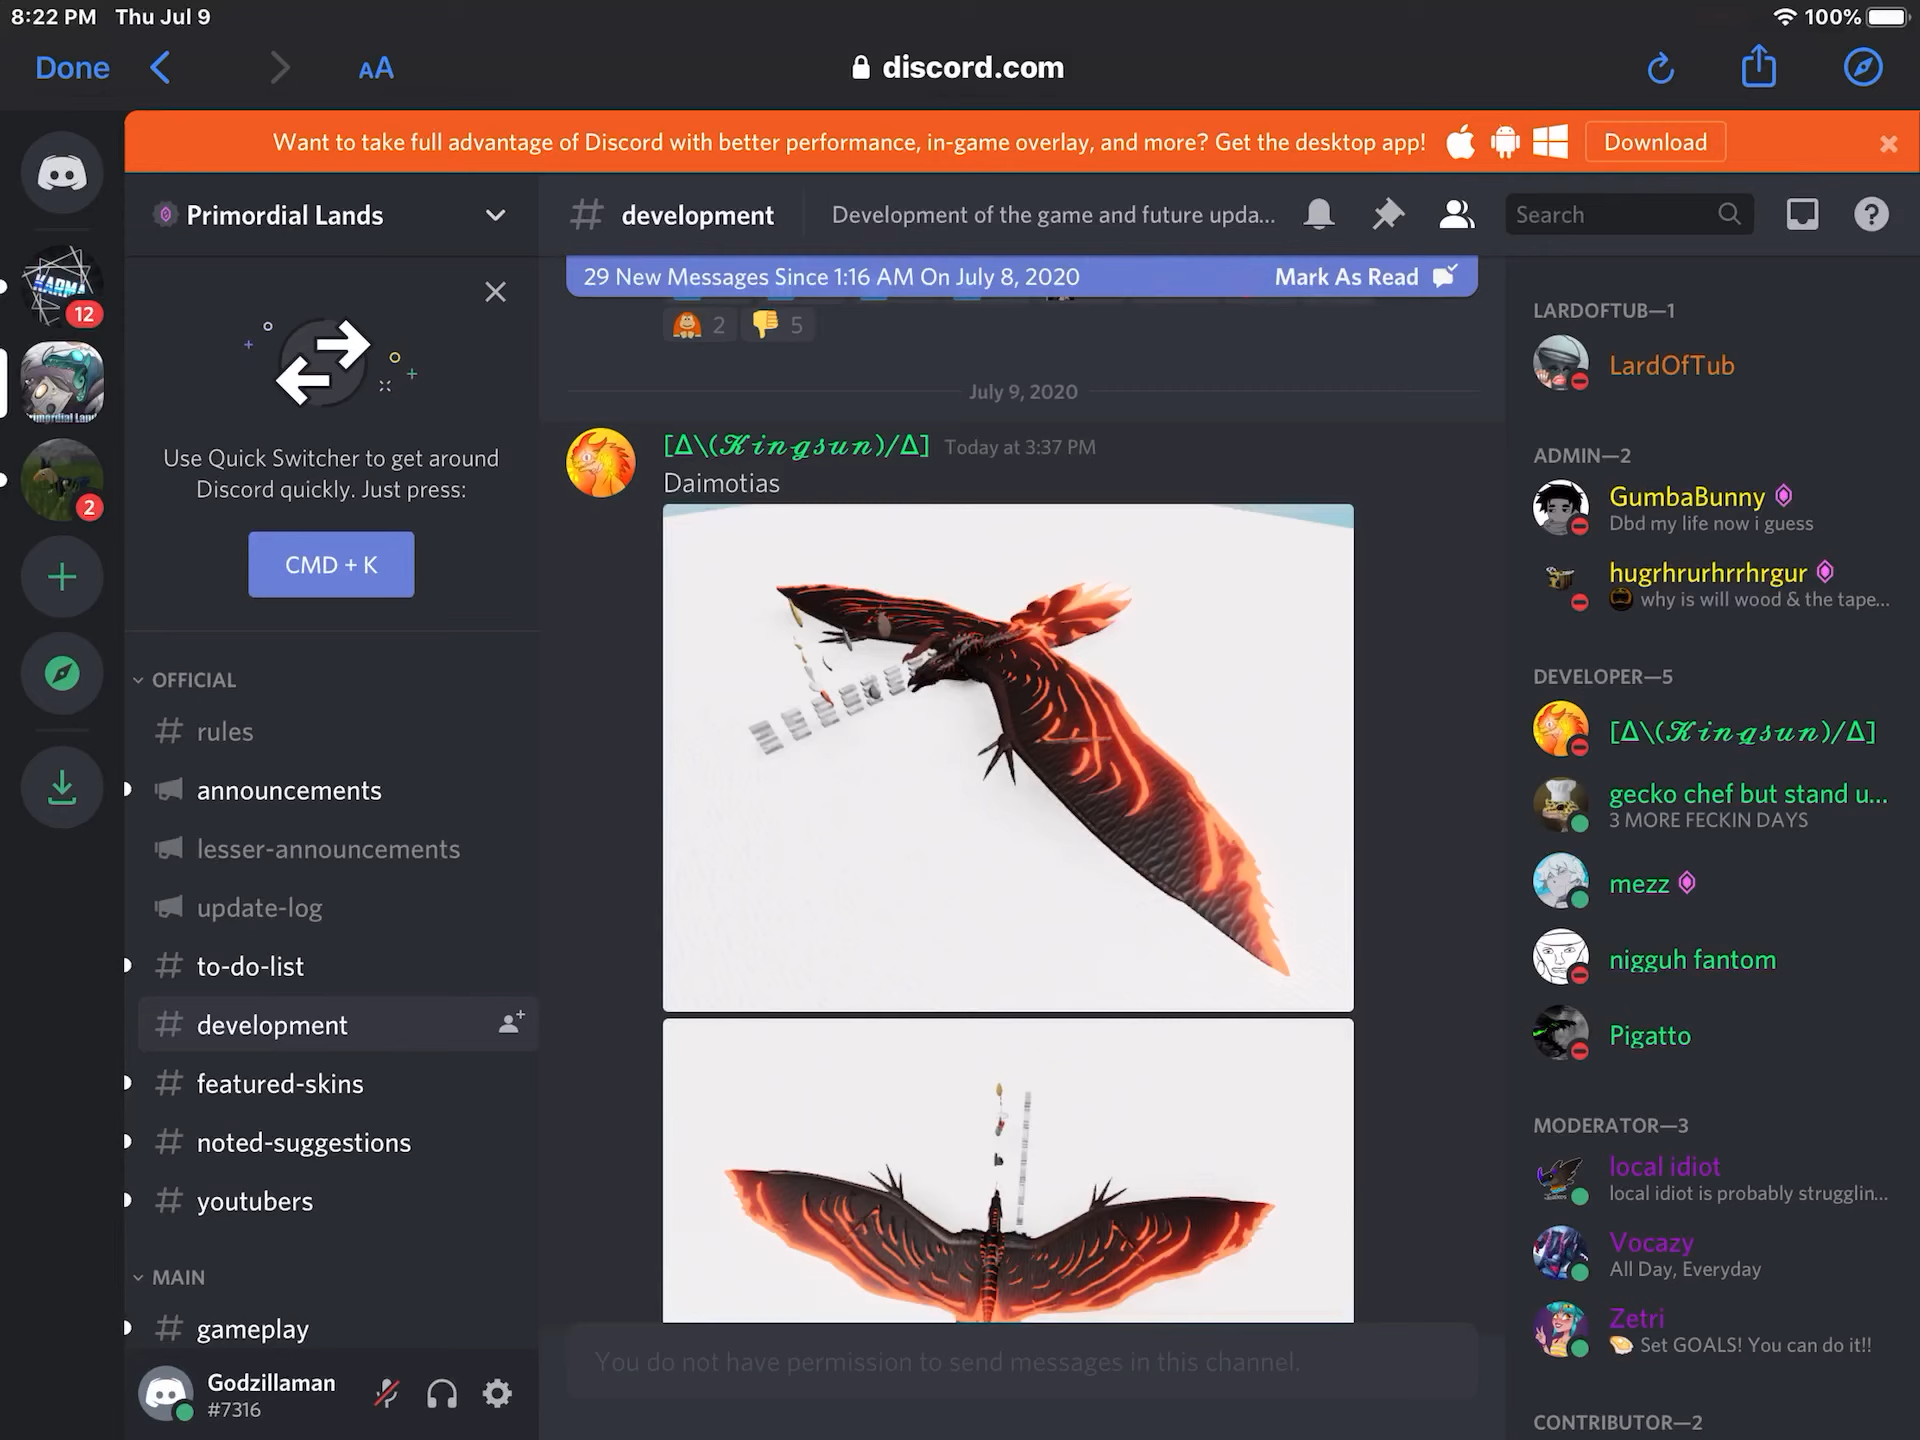 8:22 PM Thu Jul 9
100%
Done
AA
discord.com
Want to take full advantage of Discord with better performance, in-game overlay, and more? Get the desktop app!
Download
Primordial Lands
development
Development of the game and future upda...
Search
KARMA
12
2
Use Quick Switcher to get around
Discord quickly. Just press:
CMD + K
OFFICIAL
rules
announcements
lesser-announcements
update-log
to-do-list
development
featured-skins
noted-suggestions
youtubers
MAIN
gameplay
Godzillaman
#7316
29 New Messages Since 1:16 AM On July 8, 2020
Mark As Read
2
5
July 9, 2020
[Δ\(𝒦𝒾𝓃𝑔𝓈𝓊𝓃)/Δ] Today at 3:37 PM
Daimotias
You do not have permission to send messages in this channel.
LARDOFTUB—1
LardOfTub
ADMIN—2
GumbaBunny
Dbd my life now i guess
hugrhrurhrrhrgur
why is will wood & the tape...
DEVELOPER—5
[Δ\(𝒦𝒾𝓃𝑔𝓈𝓊𝓃)/Δ]
gecko chef but stand u...
3 MORE FECKIN DAYS
mezz
nigguh fantom
Pigatto
MODERATOR—3
local idiot
local idiot is probably strugglin...
Vocazy
All Day, Everyday
Zetri
Set GOALS! You can do it!!
CONTRIBUTOR—2